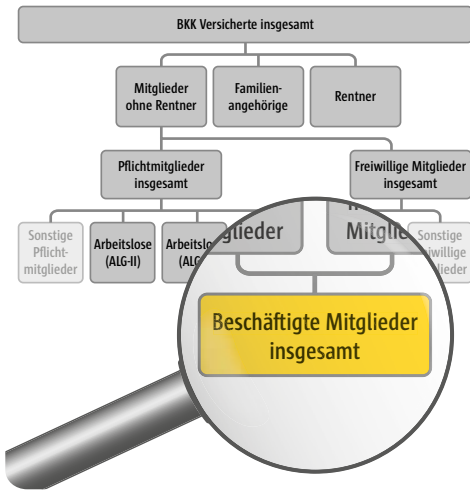 BKK Versicherte insgesamt
Mitglieder
ohne Rentner
Familien-
angehörige
Rentner
Pflichtmitglieder
insgesamt
Freiwillige Mitglieder
insgesamt
Sonstige
Pflicht-
mitglieder
Arbeitslose
(ALG-II)
Sonstige
Beschäftigte Mitglieder
insgesamt